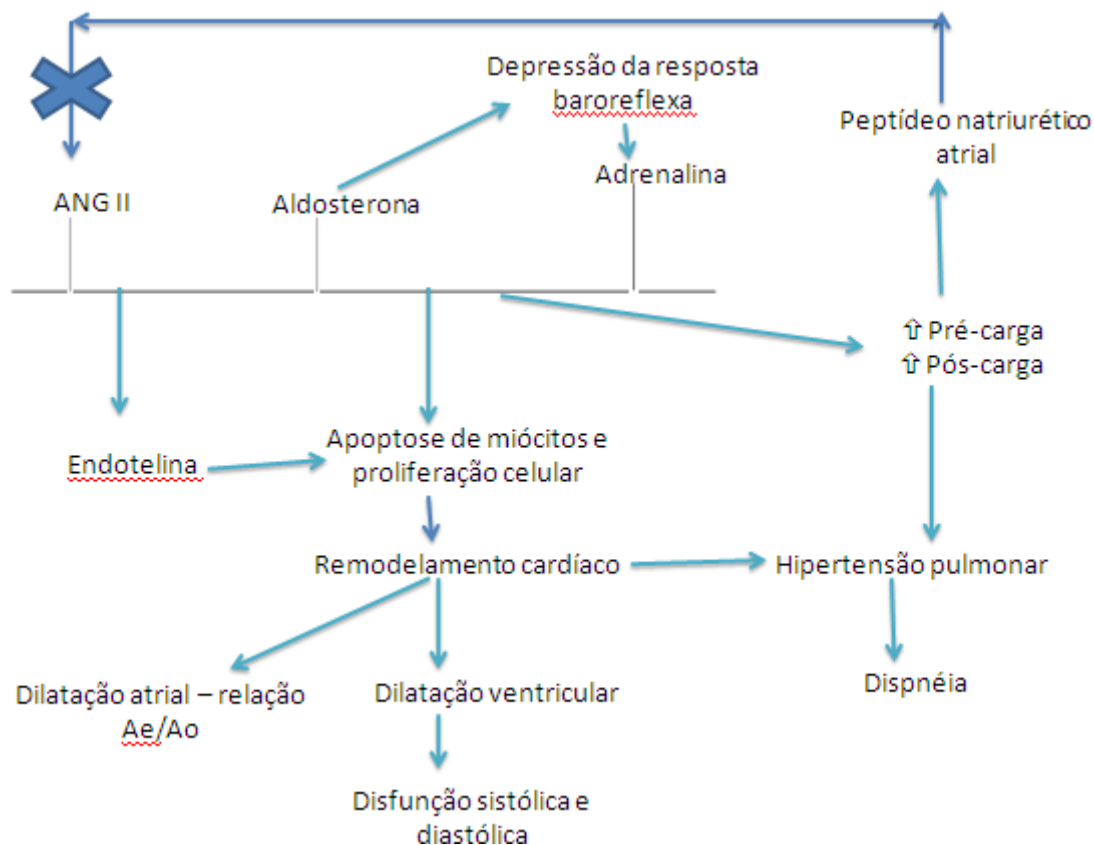 Depressão da resposta
baroreflexa
Peptídeo natriurético
atrial
Adrenalina
ANG II
Aldosterona
⇧ Pré-carga
⇧ Pós-carga
Endotelina
Apoptose de miócitos e
proliferação celular
Remodelamento cardíaco
Hipertensão pulmonar
Dilatação atrial – relação
Ae/Ao
Dilatação ventricular
Dispnéia
Disfunção sistólica e
diastólica